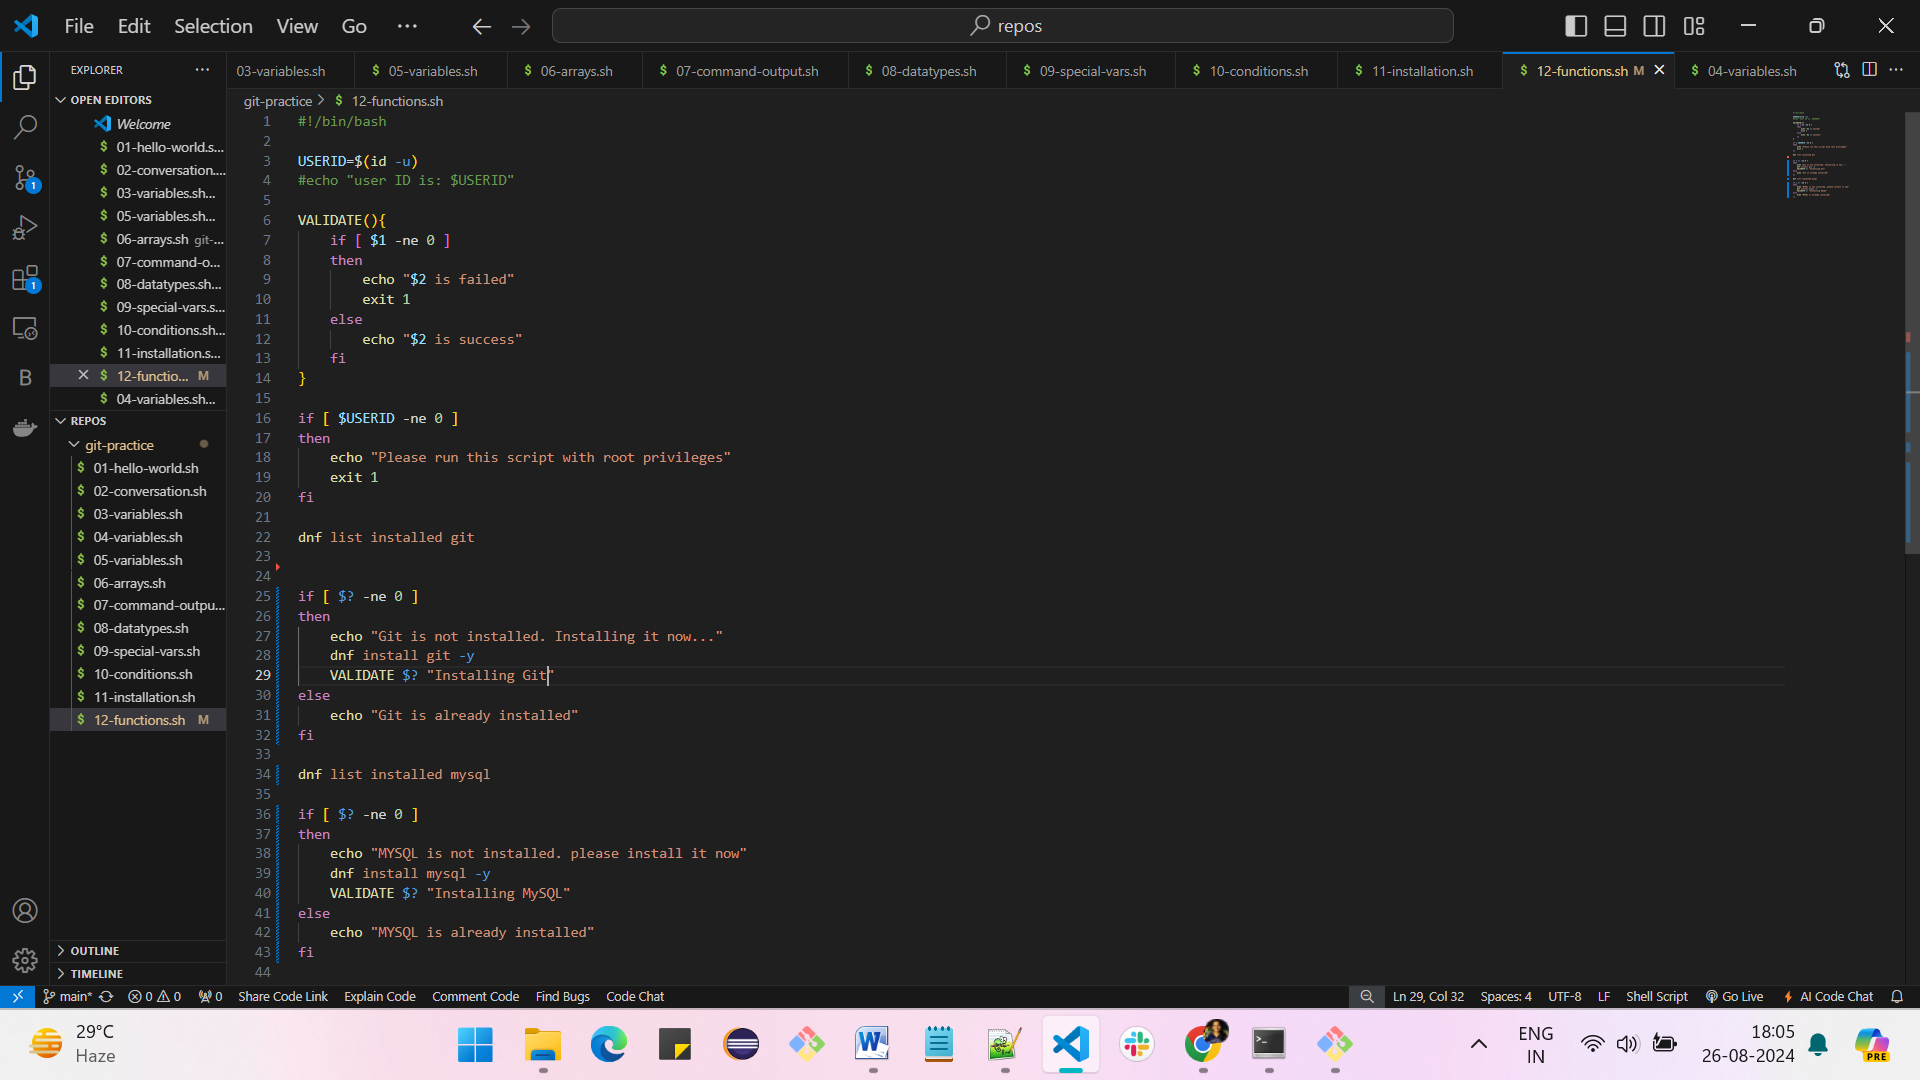 File Edit Selection View Go ··· repos
EXPLORER ···
03-variables.sh $ 05-variables.sh $ 06-arrays.sh $ 07-command-output.sh $ 08-datatypes.sh $ 09-special-vars.sh $ 10-conditions.sh $ 11-installation.sh $ 12-functions.sh M $ 04-variables.sh ···
OPEN EDITORS
Welcome
$ 01-hello-world.s...
$ 02-conversation....
$ 03-variables.sh...
$ 05-variables.sh...
$ 06-arrays.sh git-...
$ 07-command-o...
$ 08-datatypes.sh...
$ 09-special-vars.s...
$ 10-conditions.sh...
$ 11-installation.s...
$ 12-functio... M
$ 04-variables.sh...
REPOS
git-practice
$ 01-hello-world.sh
$ 02-conversation.sh
$ 03-variables.sh
$ 04-variables.sh
$ 05-variables.sh
$ 06-arrays.sh
$ 07-command-outpu...
$ 08-datatypes.sh
$ 09-special-vars.sh
$ 10-conditions.sh
$ 11-installation.sh
$ 12-functions.sh M
OUTLINE
TIMELINE
git-practice > $ 12-functions.sh
1 #!/bin/bash
2
3 USERID=$(id -u)
4 #echo "user ID is: $USERID"
5
6 VALIDATE(){
7 if [ $1 -ne 0 ]
8 then
9 echo "$2 is failed"
10 exit 1
11 else
12 echo "$2 is success"
13 fi
14 }
15
16 if [ $USERID -ne 0 ]
17 then
18 echo "Please run this script with root privileges"
19 exit 1
20 fi
21
22 dnf list installed git
23
24
25 if [ $? -ne 0 ]
26 then
27 echo "Git is not installed. Installing it now..."
28 dnf install git -y
29 VALIDATE $? "Installing Git"
30 else
31 echo "Git is already installed"
32 fi
33
34 dnf list installed mysql
35
36 if [ $? -ne 0 ]
37 then
38 echo "MYSQL is not installed. please install it now"
39 dnf install mysql -y
40 VALIDATE $? "Installing MySQL"
41 else
42 echo "MYSQL is already installed"
43 fi
44
1
1
B
main* 0 0 0 Share Code Link Explain Code Comment Code Find Bugs Code Chat Ln 29, Col 32 Spaces: 4 UTF-8 LF Shell Script Go Live AI Code Chat
29°C
Haze
W
ENG
IN
18:05
26-08-2024
PRE